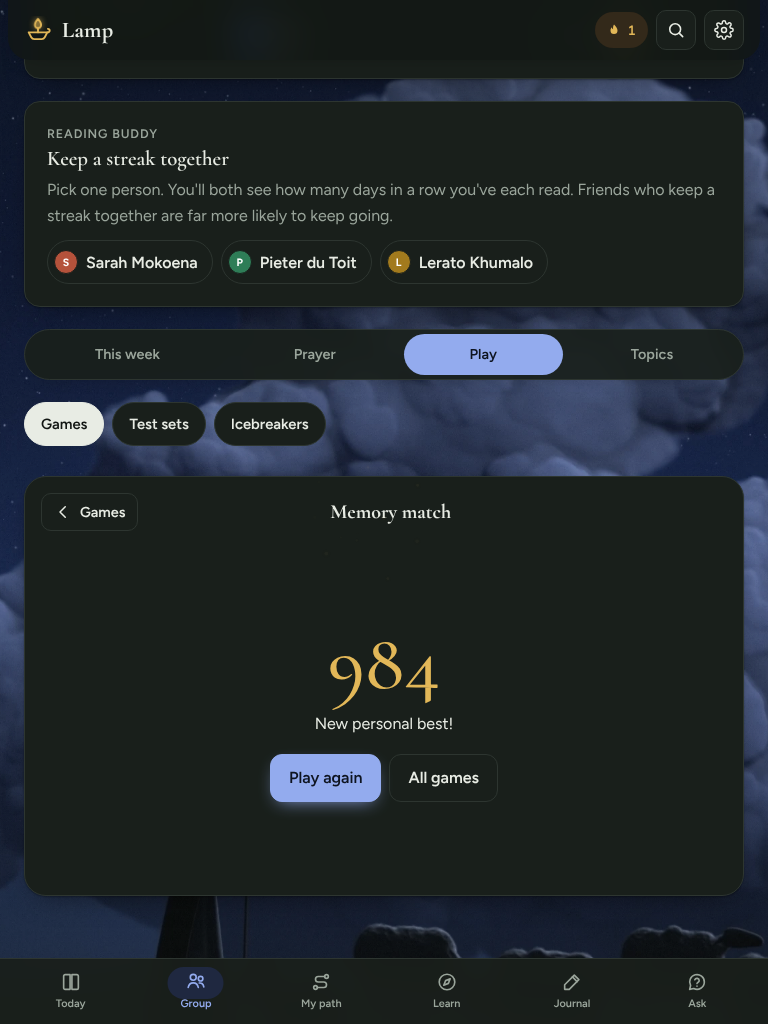 Lamp
1
READING BUDDY
Keep a streak together
Pick one person. You'll both see how many days in a row you've each read. Friends who keep a
streak together are far more likely to keep going.
S Sarah Mokoena P Pieter du Toit L Lerato Khumalo
This week Prayer Play Topics
Games Test sets Icebreakers
Games Memory match
984
New personal best!
Play again All games
Today Group My path Learn Journal Ask